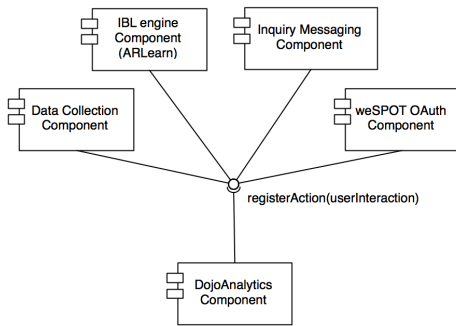 IBL engine
Component
(ARLearn)
Inquiry Messaging
Component
Data Collection
Component
weSPOT OAuth
Component
registerAction(userInteraction)
DojoAnalytics
Component